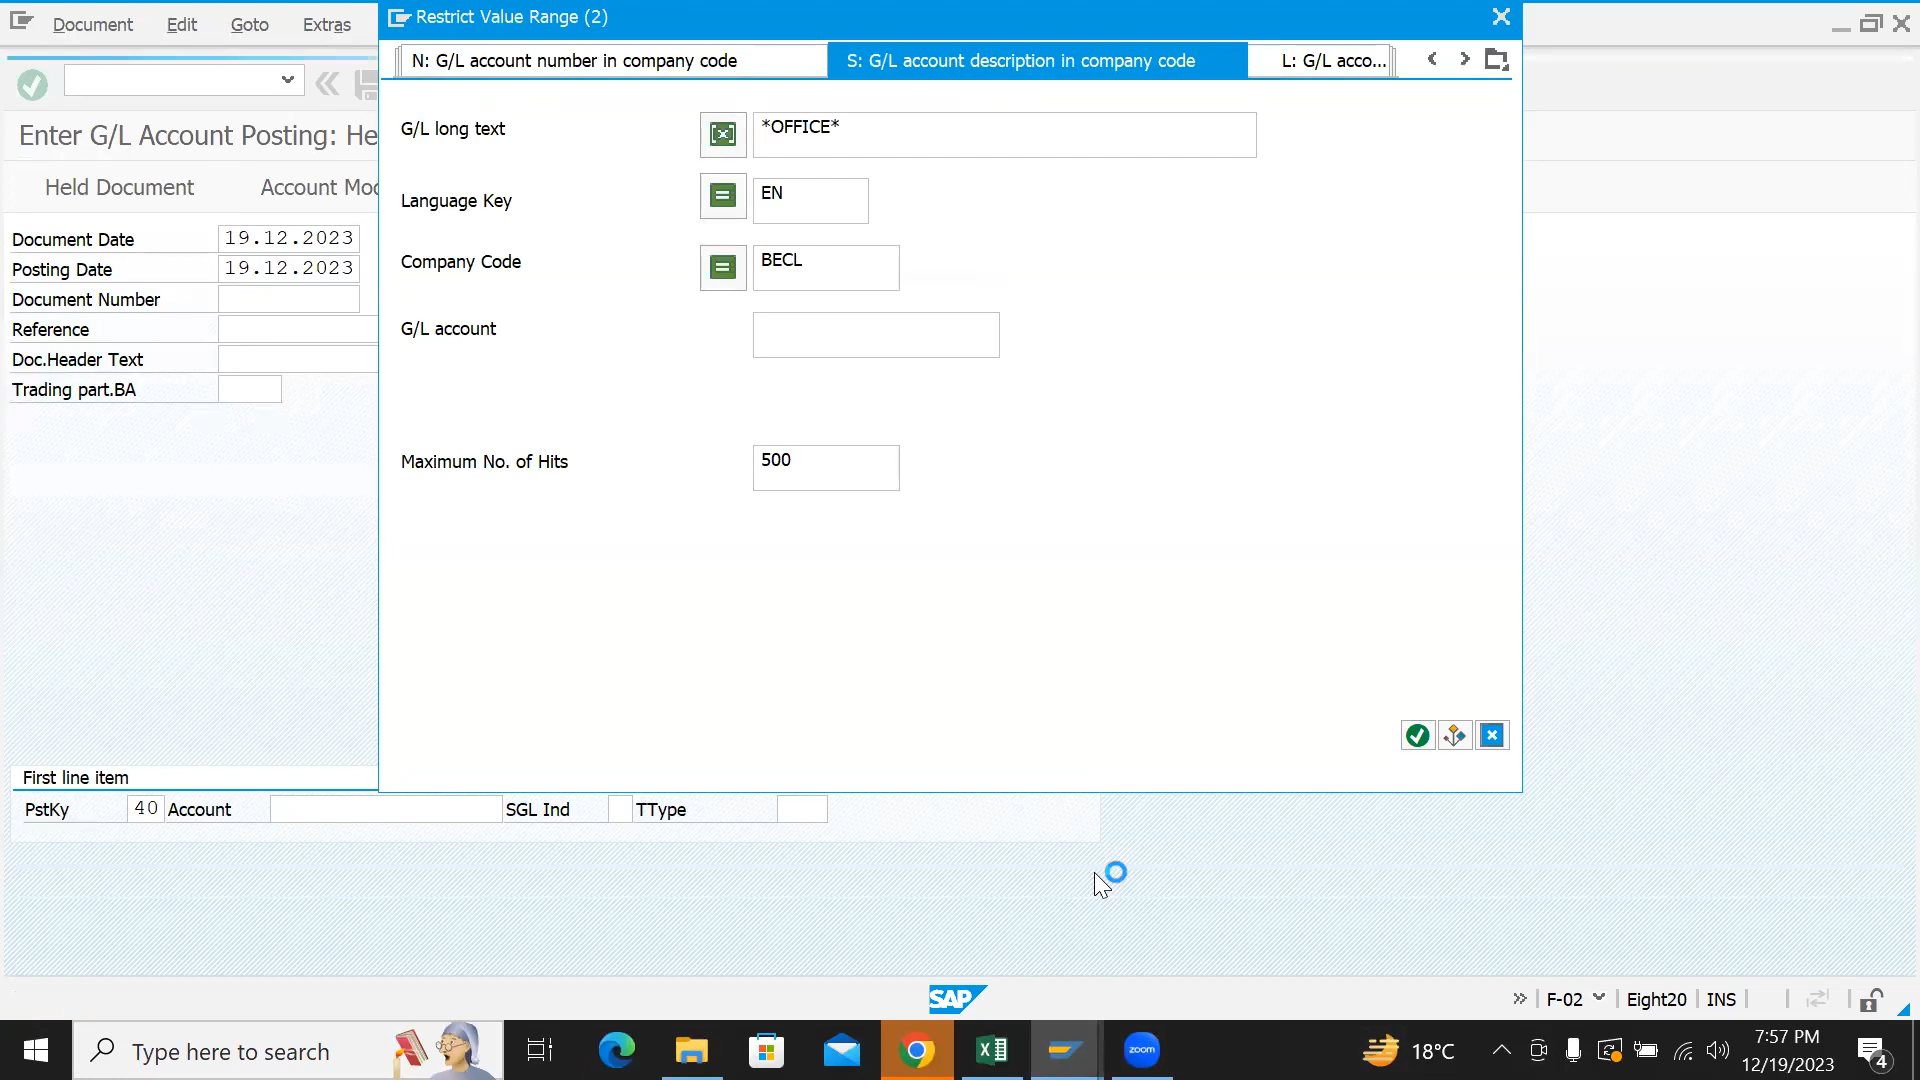 Document Edit Goto Extras
Restrict Value Range (2)
N: G/L account number in company code
S: G/L account description in company code
L: G/L acco...
Enter G/L Account Posting: He
Held Document
Account Mod
G/L long text *OFFICE*
Language Key EN
Company Code BECL
G/L account
Maximum No. of Hits 500
Document Date 19.12.2023
Posting Date 19.12.2023
Document Number
Reference
Doc.Header Text
Trading part.BA
First line item
PstKy 40 Account SGL Ind TType
SAP
F-02 Eight20 INS
Type here to search
zoom
18°C
7:57 PM
12/19/2023
4